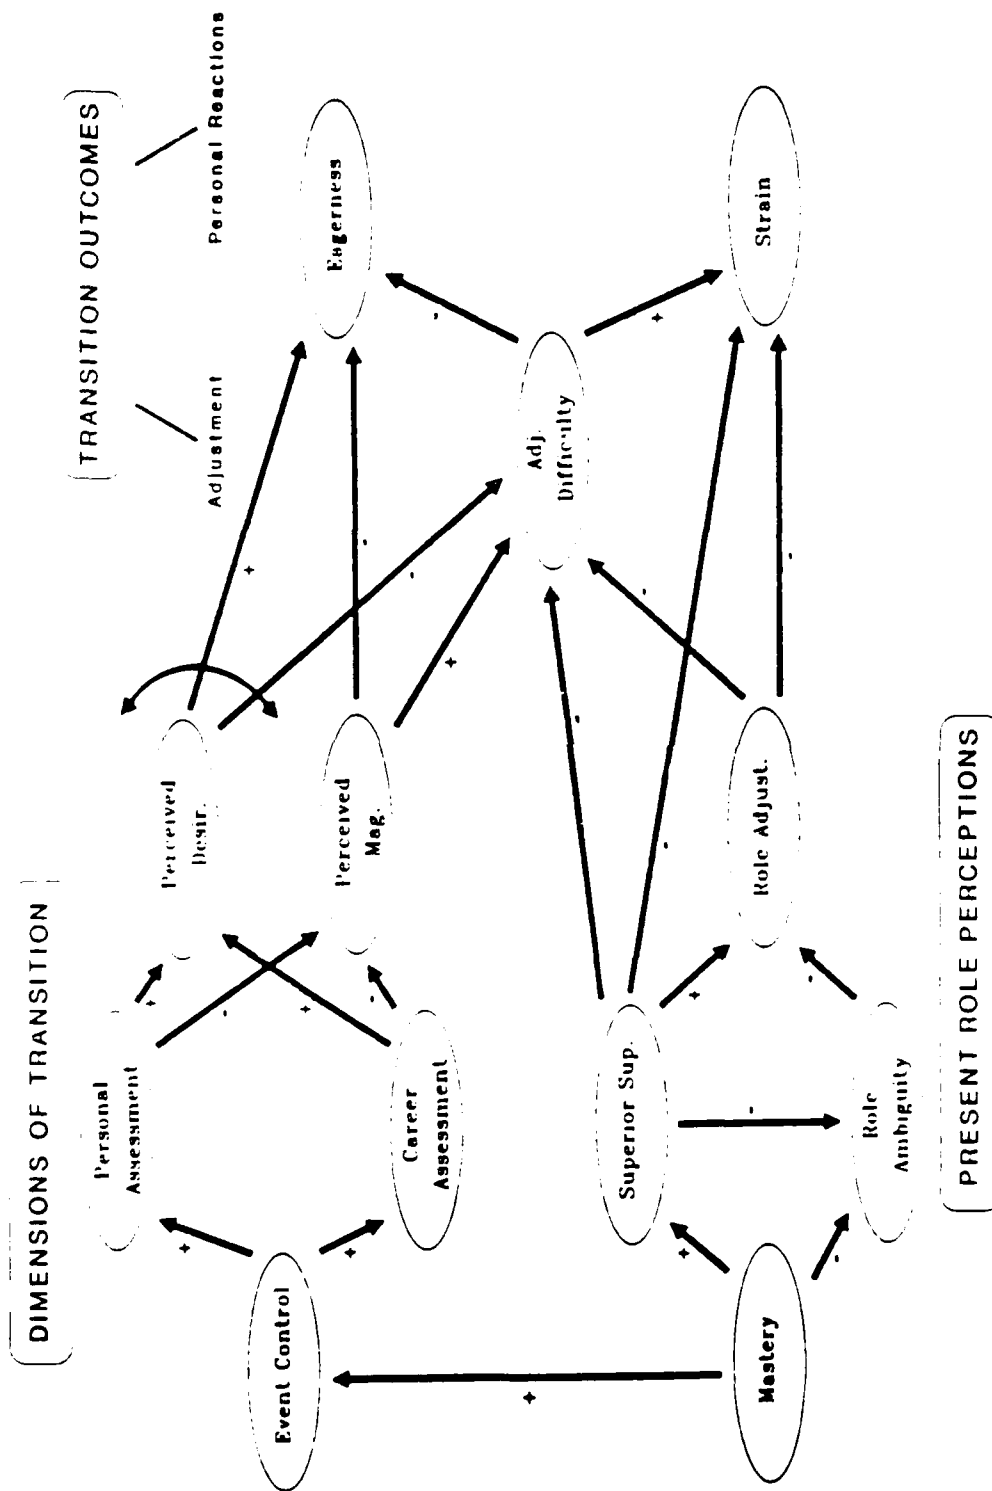 DIMENSIONS OF TRANSITION
TRANSITION OUTCOMES
Adjustment
Personal Reactions
Personal
Assessment
Perceived
Desir.
Event Control
Career
Assessment
Perceived
Mag.
Eagerness
Adj.
Difficulty
Superior Sup.
Mastery
Role
Ambiguity
Role Adjust.
Strain
PRESENT ROLE PERCEPTIONS
+
+
+
+
-
+
-
+
-
-
+
-
+
+
-
-
+
-
-
-
-
-